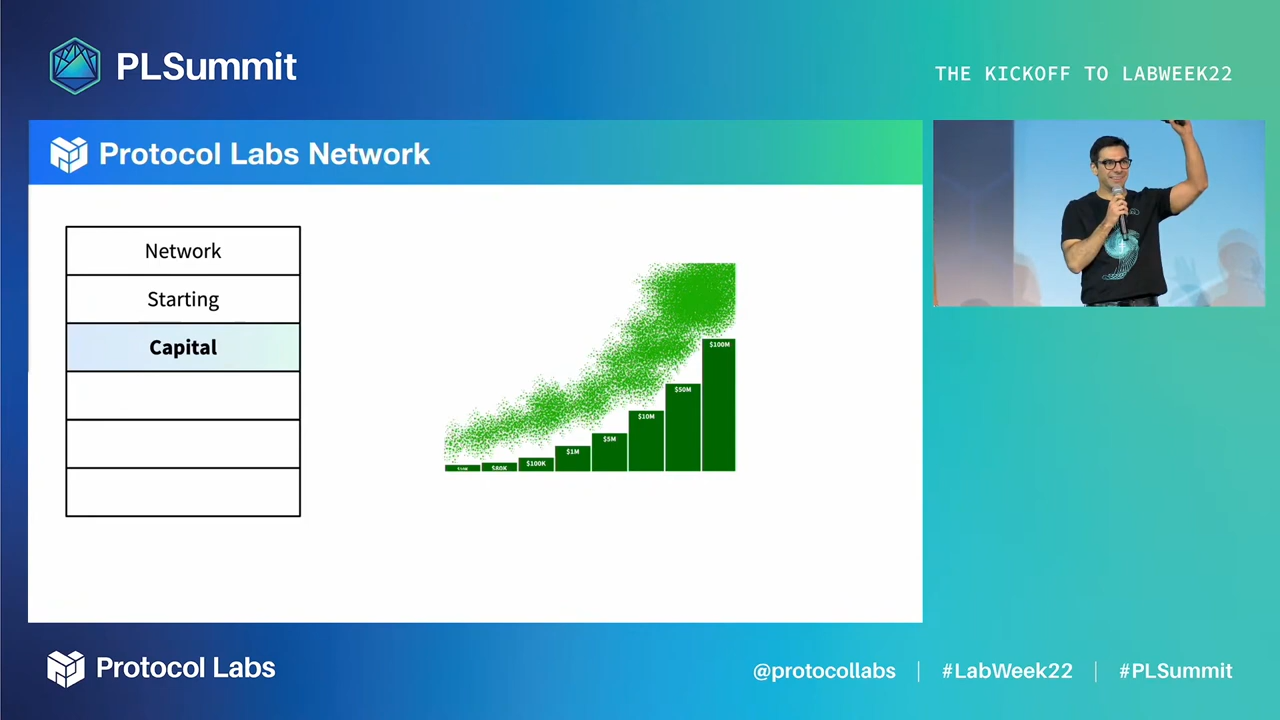 PLSummit
THE KICKOFF TO LABWEEK22
Protocol Labs Network
Network
Starting
Capital
$80K
$100K
$1M
$5M
$10M
$50M
$100M
Protocol Labs
@protocollabs | #LabWeek22 | #PLSummit